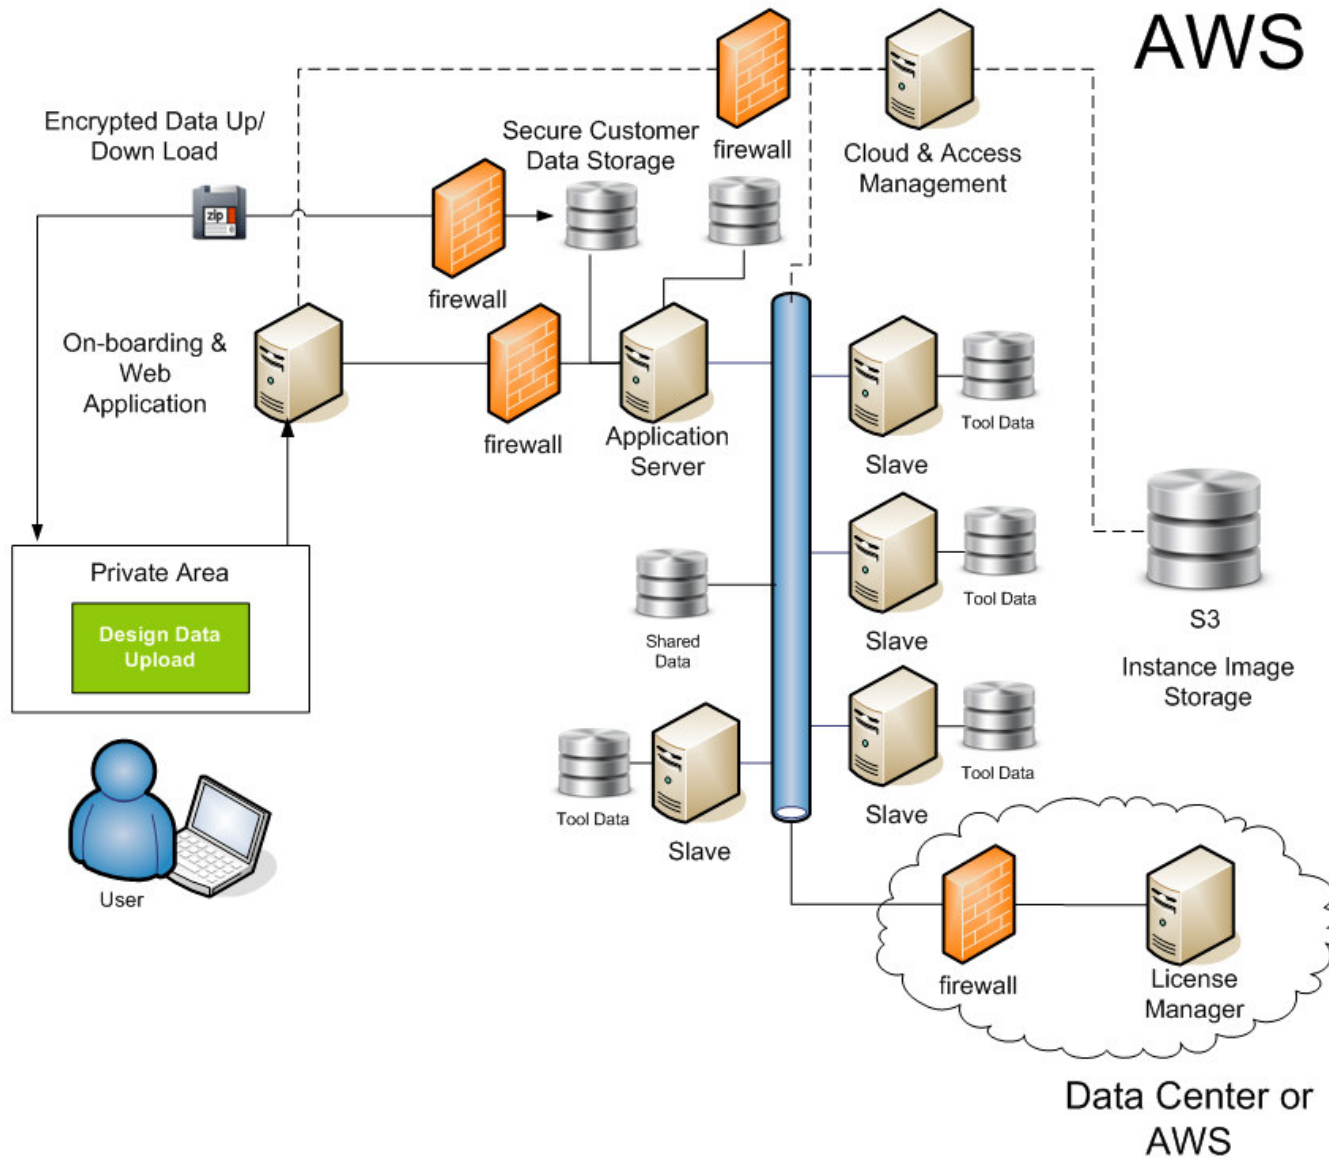 AWS
Encrypted Data Up/
Down Load
zip
Secure Customer
Data Storage
firewall
Cloud & Access
Management
firewall
On-boarding &
Web
Application
firewall
Application
Server
Tool Data
Slave
Private Area
Design Data
Upload
Shared
Data
Tool Data
Slave
S3
Instance Image
Storage
Tool Data
Slave
Tool Data
Slave
User
firewall
License
Manager
Data Center or
AWS